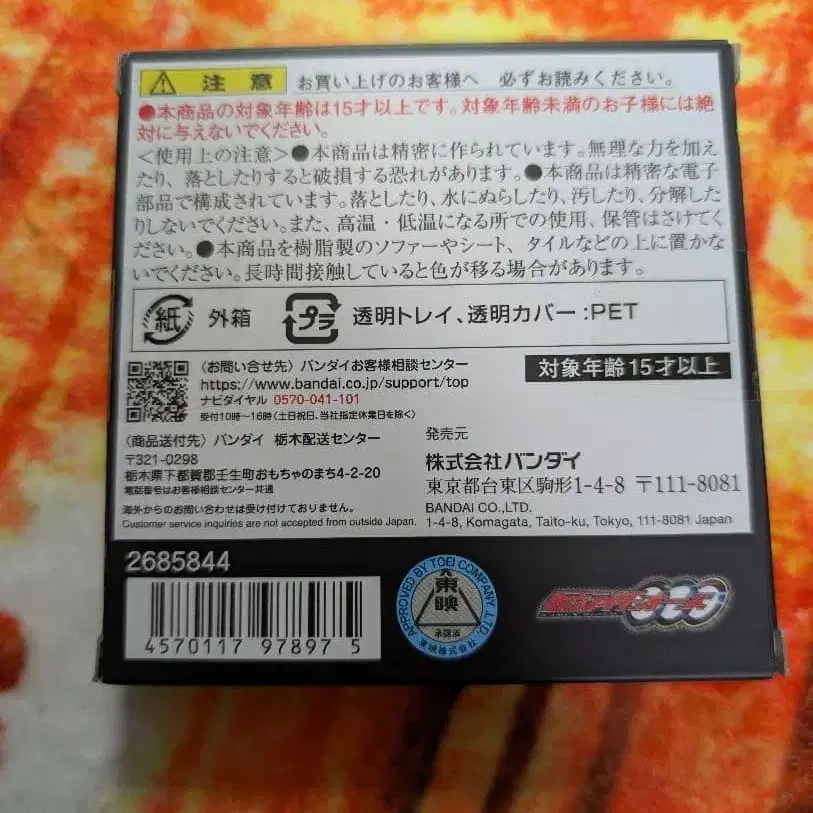 注意 お買い上げのお客様へ 必ずお読みください。
●本商品の対象年齢は15才以上です。対象年齢未満のお子様には絶
対に与えないでください。
〈使用上の注意〉●本商品は精密に作られています。無理な力を加え
たり、落としたりすると破損する恐れがあります。●本商品は精密な電子
部品で構成されています。落としたり、水にぬらしたり、汚したり、分解した
りしないでください。また、高温・低温になる所での使用、保管はさけてく
ださい。●本商品を樹脂製のソファーやシート、タイルなどの上に置かな
いでください。長時間接触していると色が移る場合があります。
紙 外箱 プラ 透明トレイ、透明カバー:PET
〈お問い合せ先〉バンダイお客様相談センター
https://www.bandai.co.jp/support/top
ナビダイヤル 0570-041-101
受付10時〜16時(土日祝日、当社指定休業日を除く)
対象年齢15才以上
〈商品送付先〉バンダイ 栃木配送センター
〒321-0298
栃木県下都賀郡壬生町おもちゃのまち4-2-20
電話番号はお客様相談センター共通
海外からのお問い合わせは受け付けておりません。
Customer service inquiries are not accepted from outside Japan.
発売元
株式会社バンダイ
東京都台東区駒形1-4-8 〒111-8081
BANDAI CO.,LTD.
1-4-8, Komagata, Taito-ku, Tokyo, 111-8081 Japan
2685844
4570117 978975
APPROVED BY TOEI COMPANY, LTD.
東映
承認済
東映株式会社
仮面ライダーオーズ